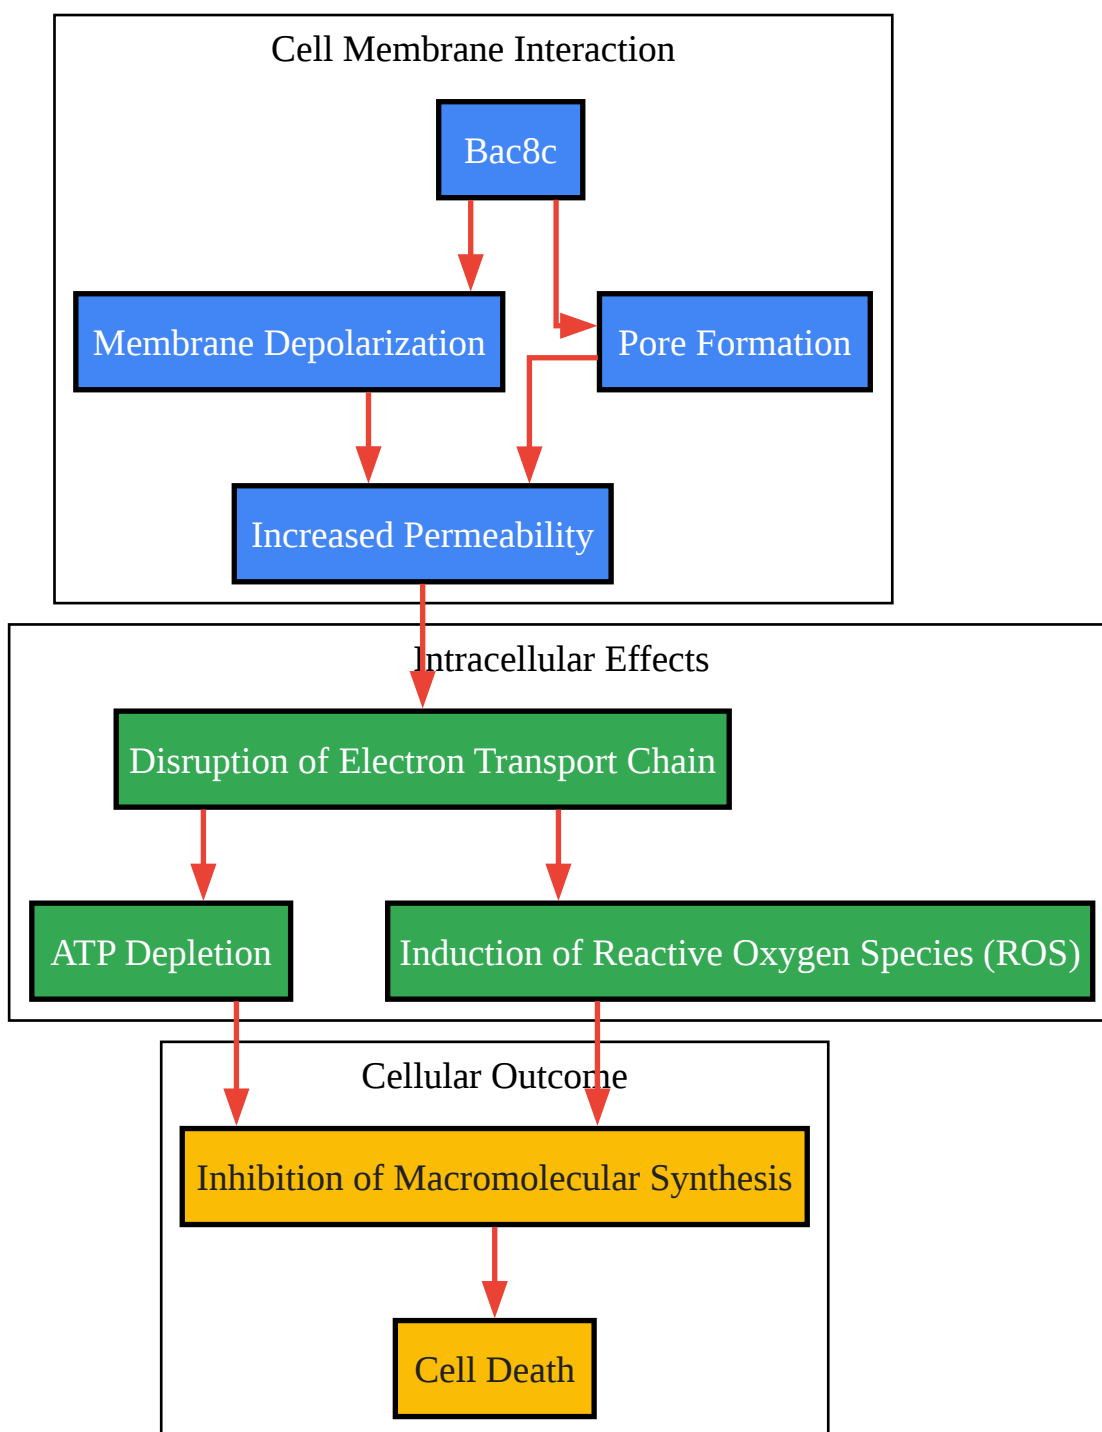 Cell Membrane Interaction
Bac8c
Membrane Depolarization
Pore Formation
Increased Permeability
Intracellular Effects
Disruption of Electron Transport Chain
ATP Depletion
Induction of Reactive Oxygen Species (ROS)
Cellular Outcome
Inhibition of Macromolecular Synthesis
Cell Death